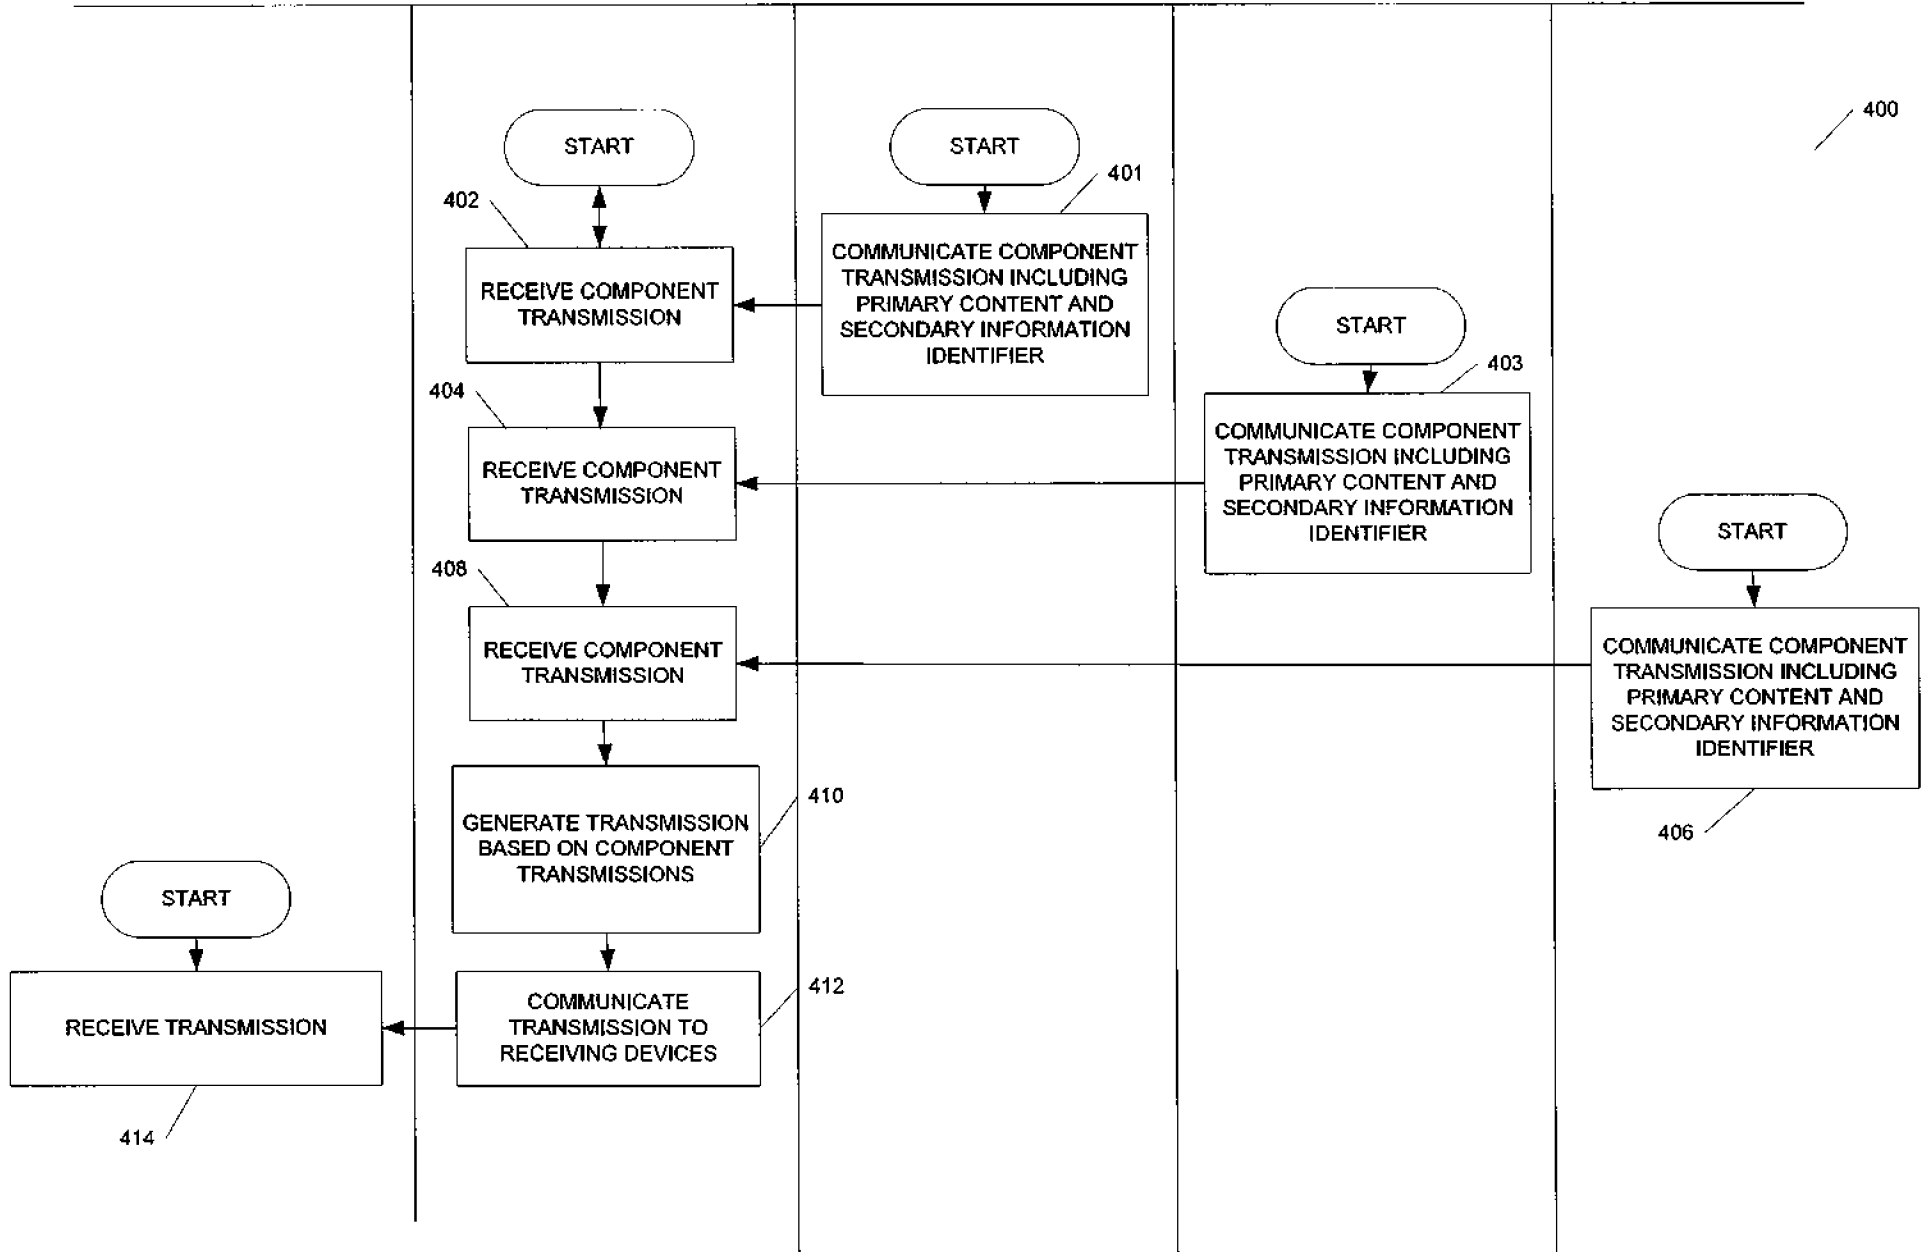 400
START
START
401
402
COMMUNICATE COMPONENT
TRANSMISSION INCLUDING
PRIMARY CONTENT AND
SECONDARY INFORMATION
IDENTIFIER
RECEIVE COMPONENT
TRANSMISSION
START
403
404
COMMUNICATE COMPONENT
TRANSMISSION INCLUDING
PRIMARY CONTENT AND
SECONDARY INFORMATION
IDENTIFIER
RECEIVE COMPONENT
TRANSMISSION
START
408
RECEIVE COMPONENT
TRANSMISSION
COMMUNICATE COMPONENT
TRANSMISSION INCLUDING
PRIMARY CONTENT AND
SECONDARY INFORMATION
IDENTIFIER
406
410
GENERATE TRANSMISSION
BASED ON COMPONENT
TRANSMISSIONS
START
412
COMMUNICATE
TRANSMISSION TO
RECEIVING DEVICES
RECEIVE TRANSMISSION
414